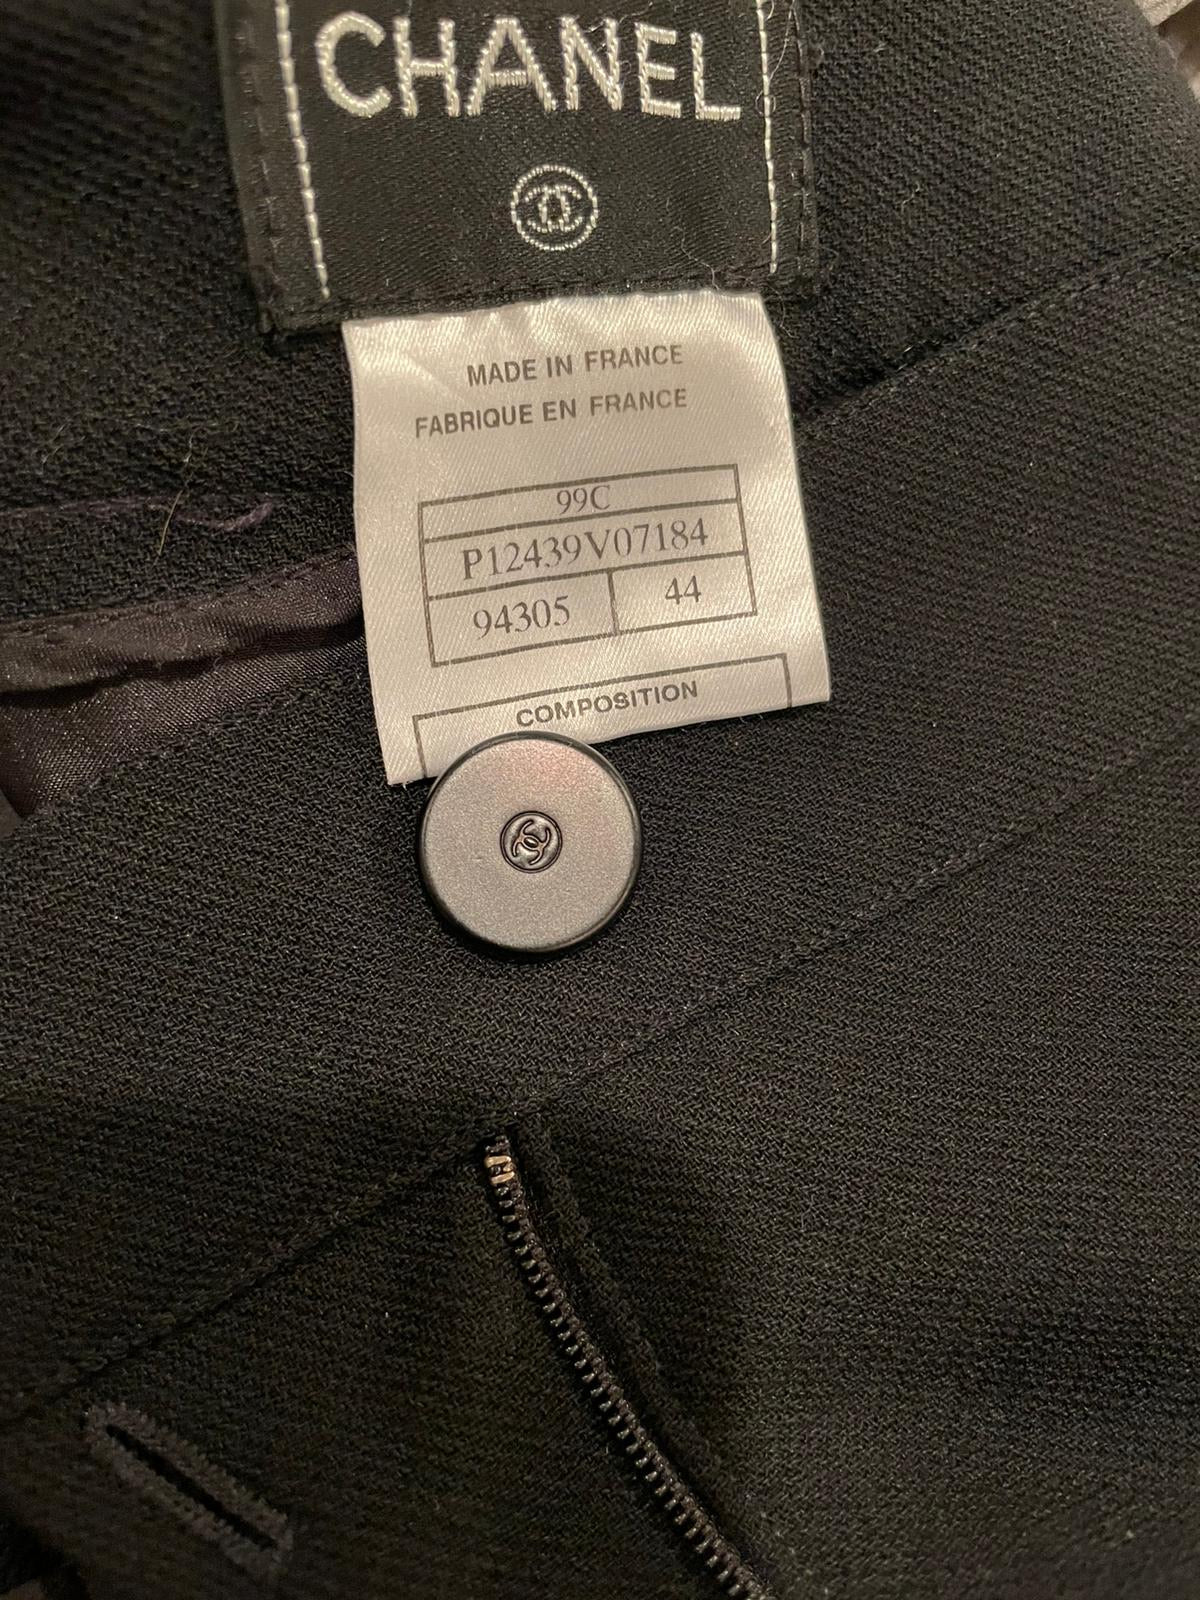 CHANEL
MADE IN FRANCE
FABRIQUE EN FRANCE
99C
P12439V07184
94305 44
COMPOSITION